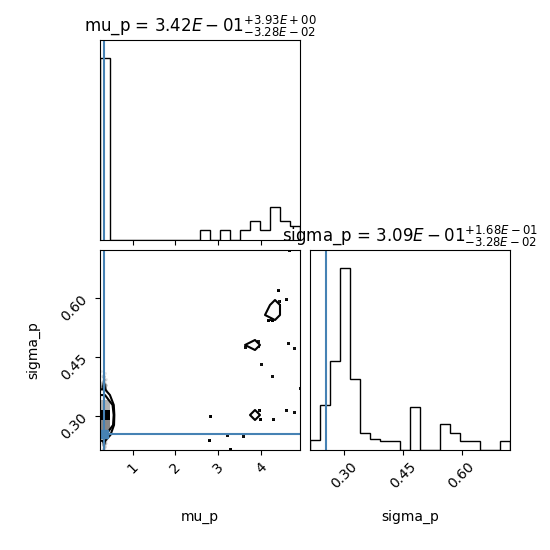 mu_p = 3.42E − 01+3.93E+00−3.28E−02
sigma_p = 3.09E − 01+1.68E−01−3.28E−02
sigma_p
0.60
0.45
0.30
1 2 3 4
0.30 0.45 0.60
mu_p sigma_p